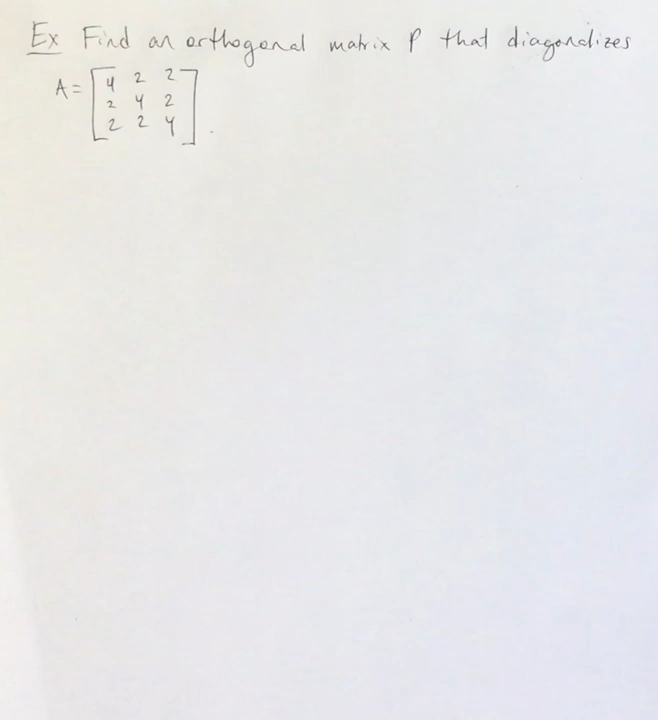 Ex Find an orthogonal matrix P that diagonalizes
A = [4 2 2
2 4 2
2 2 4].